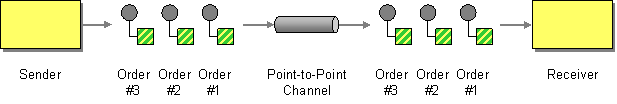 Sender
Order
#3
Order
#2
Order
#1
Point-to-Point
Channel
Order
#3
Order
#2
Order
#1
Receiver